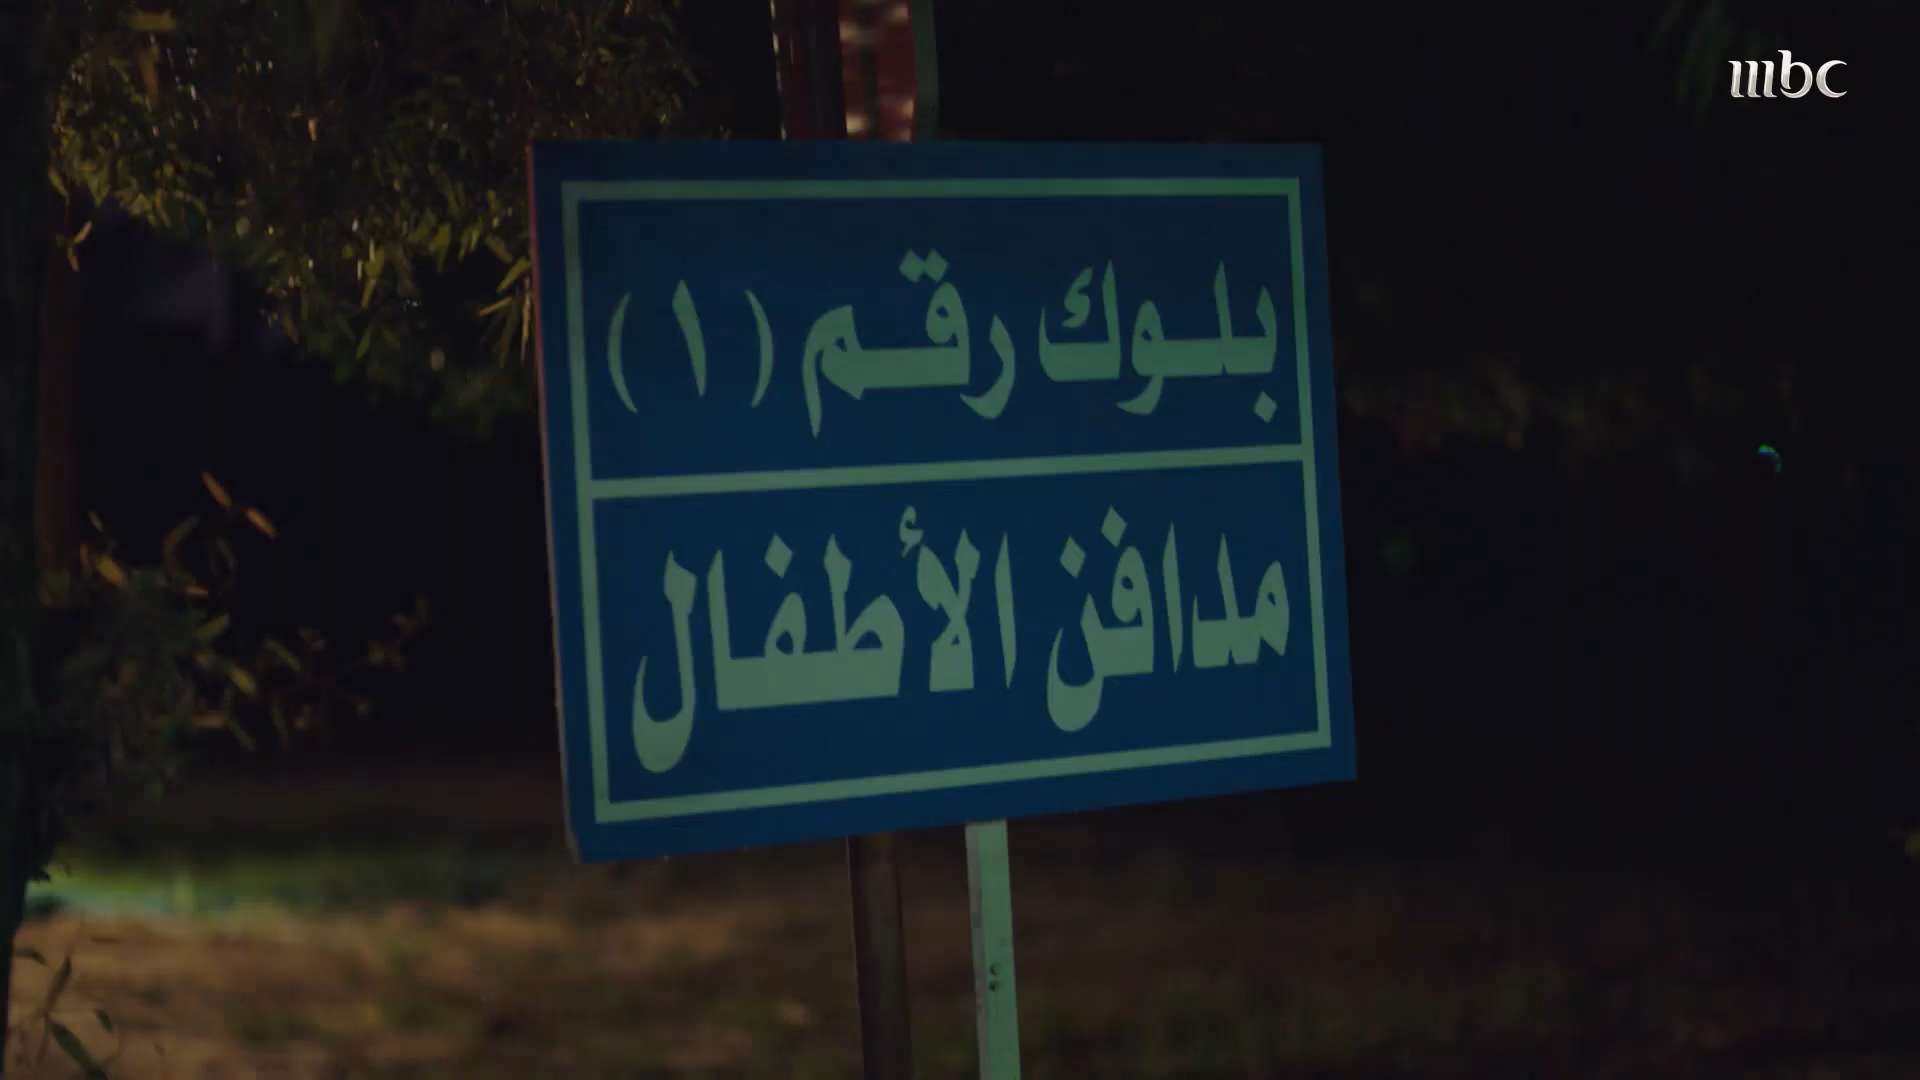 mbc
بلوك رقم (١)
مدافن الأطفال